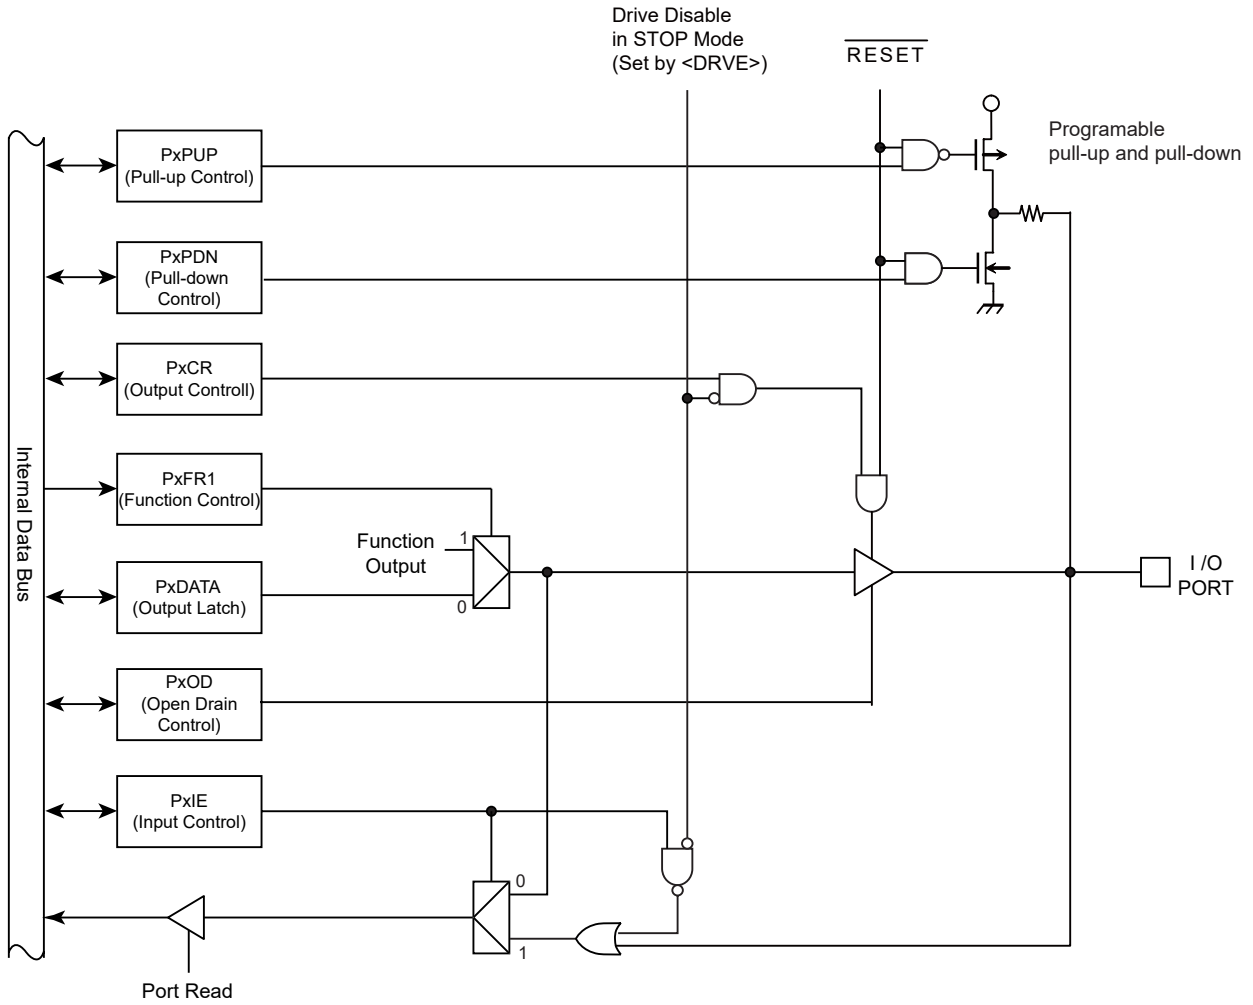 Drive Disable
in STOP Mode
(Set by <DRVE>)
RESET
Programable
pull-up and pull-down
PxPUP
(Pull-up Control)
PxPDN
(Pull-down
Control)
PxCR
(Output Controll)
PxFR1
(Function Control)
Internal Data Bus
Function
Output
1
0
PxDATA
(Output Latch)
I /O
PORT
PxOD
(Open Drain
Control)
PxIE
(Input Control)
0
1
Port Read